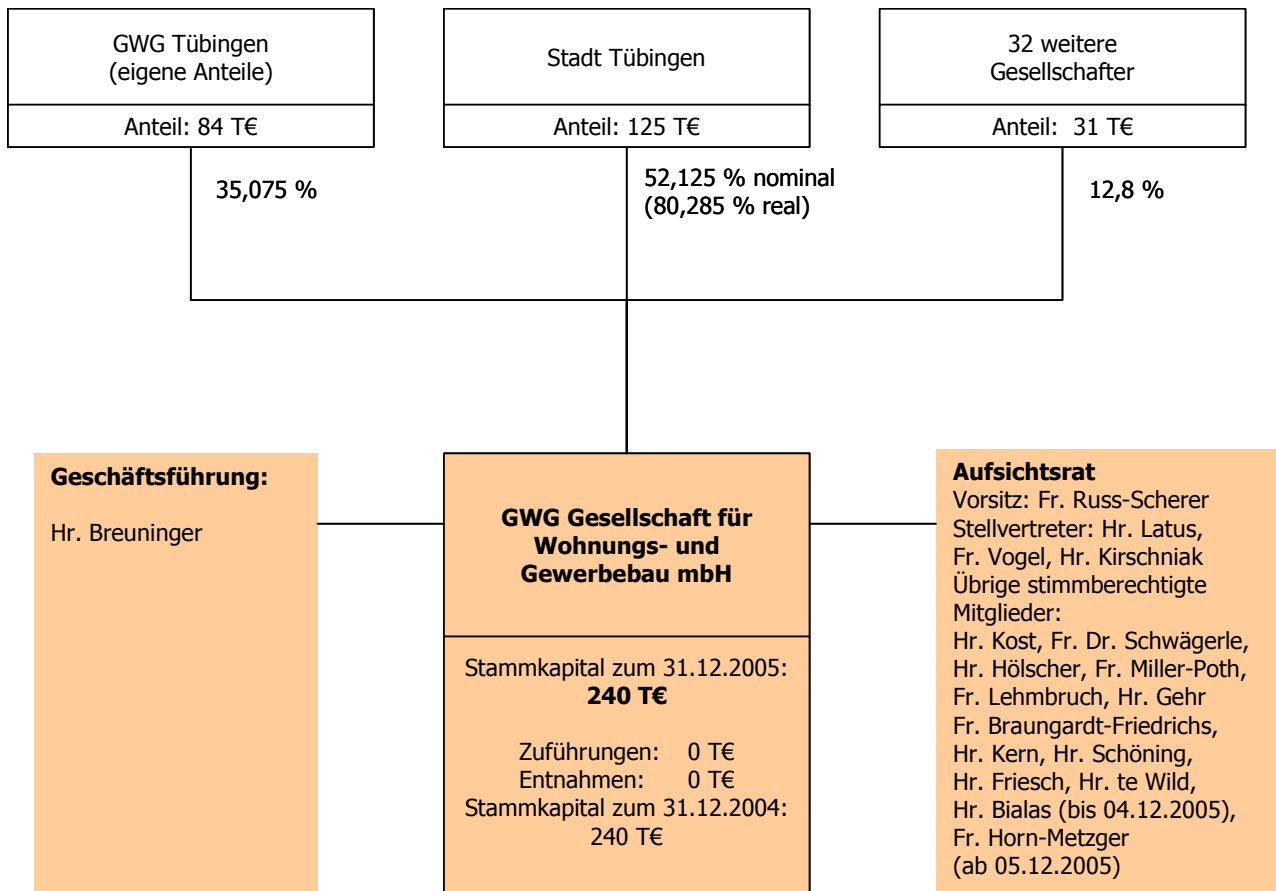 GWG Tübingen
(eigene Anteile)
Anteil: 84 T€
Stadt Tübingen
Anteil: 125 T€
32 weitere
Gesellschafter
Anteil: 31 T€
35,075 %
52,125 % nominal
(80,285 % real)
12,8 %
Geschäftsführung:
Hr. Breuninger
GWG Gesellschaft für
Wohnungs- und
Gewerbebau mbH
Stammkapital zum 31.12.2005:
240 T€
Zuführungen: 0 T€
Entnahmen: 0 T€
Stammkapital zum 31.12.2004:
240 T€
Aufsichtsrat
Vorsitz: Fr. Russ-Scherer
Stellvertreter: Hr. Latus,
Fr. Vogel, Hr. Kirschniak
Übrige stimmberechtigte
Mitglieder:
Hr. Kost, Fr. Dr. Schwägerle,
Hr. Hölscher, Fr. Miller-Poth,
Fr. Lehmbruch, Hr. Gehr
Fr. Braungardt-Friedrichs,
Hr. Kern, Hr. Schöning,
Hr. Friesch, Hr. te Wild,
Hr. Bialas (bis 04.12.2005),
Fr. Horn-Metzger
(ab 05.12.2005)